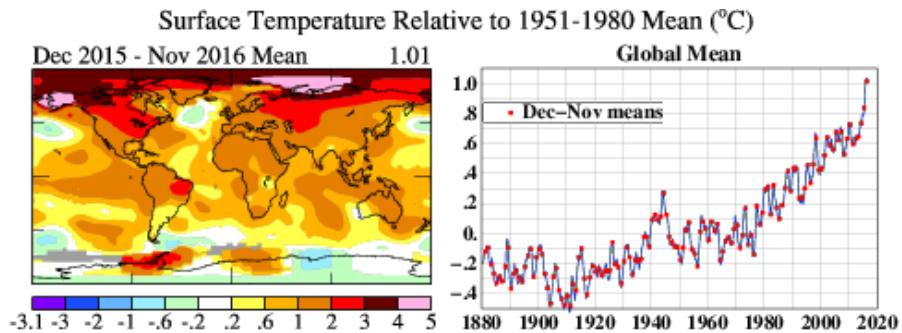 Surface Temperature Relative to 1951-1980 Mean (°C)
Dec 2015 - Nov 2016 Mean 1.01
Global Mean
1.0
.8
Dec−Nov means
.6
.4
.2
0.
-.2
-.4
-3.1 -3 -2 -1 -.6 -.2 .2 .6 1 2 3 4 5
1880 1900 1920 1940 1960 1980 2000 2020